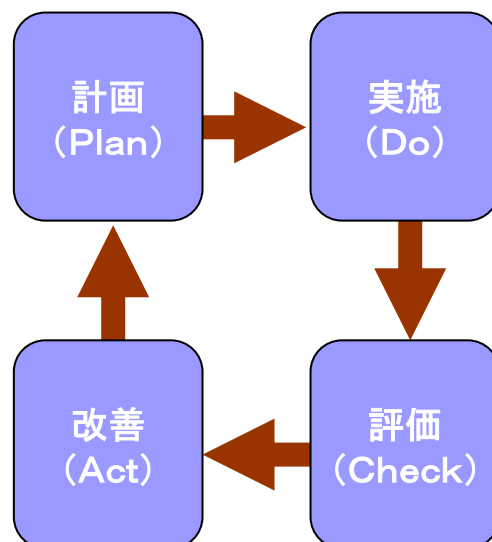 計画
（Plan）
実施
（Do）
改善
（Act）
評価
（Check）